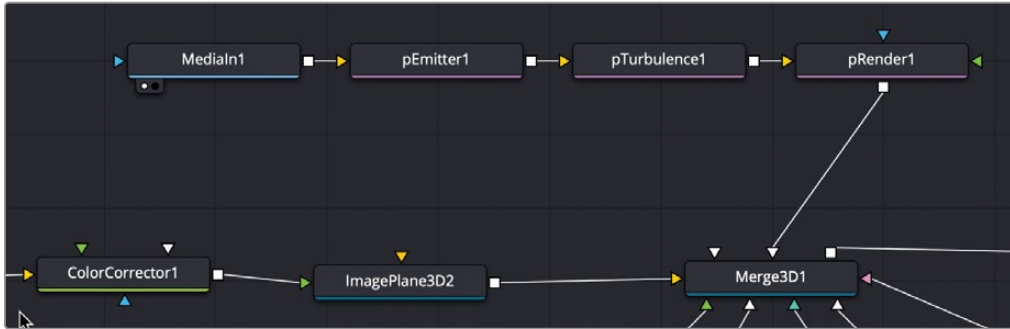 MediaIn1
pEmitter1
pTurbulence1
pRender1
ColorCorrector1
ImagePlane3D2
Merge3D1